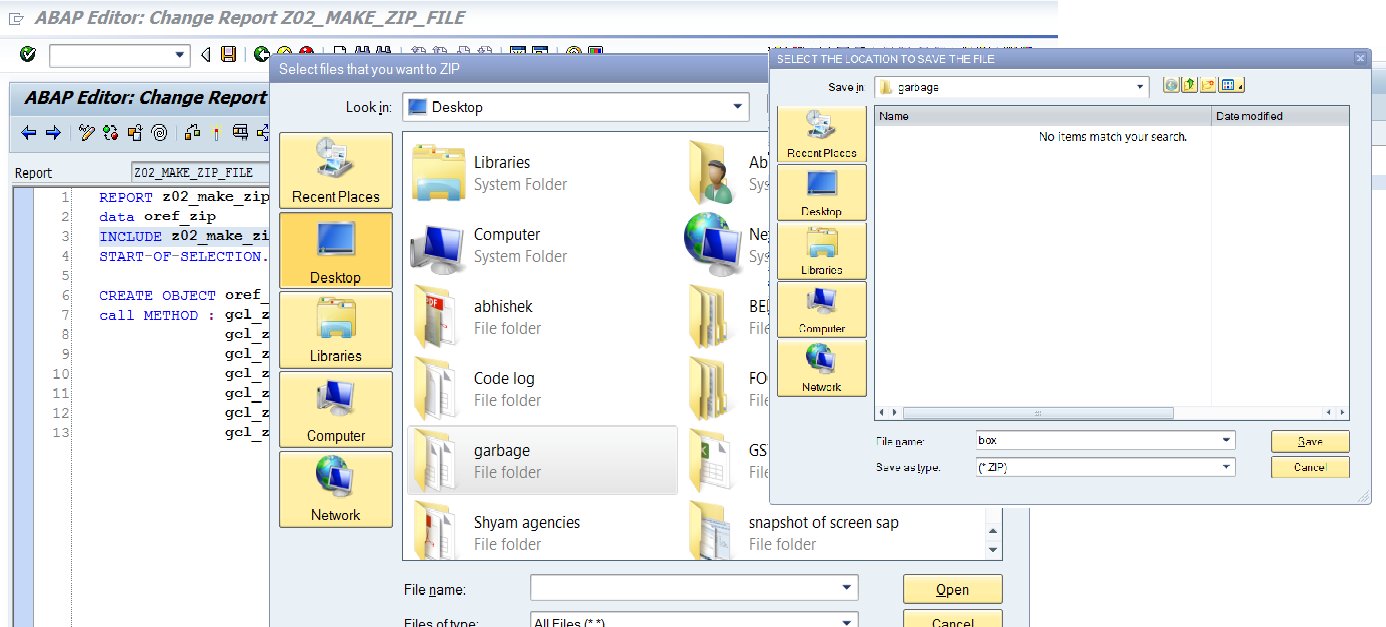 ABAP Editor: Change Report Z02_MAKE_ZIP_FILE
ABAP Editor: Change Report
Report
Z02_MAKE_ZIP_FILE
1 REPORT z02_make_zip
2 data oref_zip
3 INCLUDE z02_make_zi
4 START-OF-SELECTION.
5
6 CREATE OBJECT oref_
7 call METHOD : gcl_z
8 gcl_z
9 gcl_z
10 gcl_z
11 gcl_z
12 gcl_z
13 gcl_z
Select files that you want to ZIP
Look in:
Desktop
Recent Places
Desktop
Libraries
Computer
Network
Libraries
System Folder
Computer
System Folder
abhishek
File folder
Code log
File folder
garbage
File folder
Shyam agencies
File folder
Ab
Sys
Ne
Sys
BE
File
FO
File
GS
File
snapshot of screen sap
File folder
File name:
Open
Files of type:
All Files (*.*)
Cancel
SELECT THE LOCATION TO SAVE THE FILE
Save in:
garbage
Recent Places
Desktop
Libraries
Computer
Network
Name
Date modified
No items match your search.
File name:
box
Save
Save as type:
(*.ZIP)
Cancel